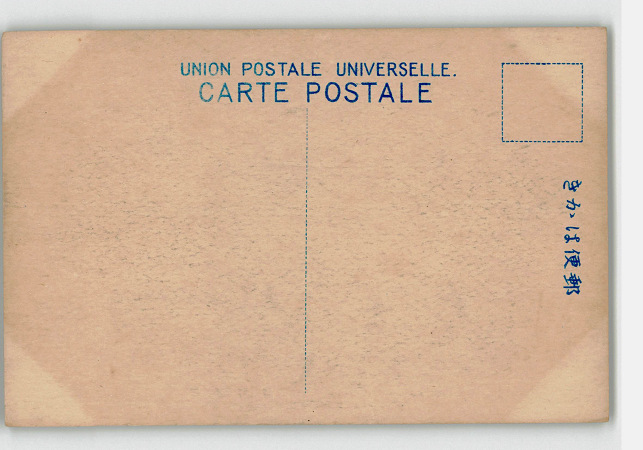 UNION POSTALE UNIVERSELLE.
CARTE POSTALE
きかは便郵